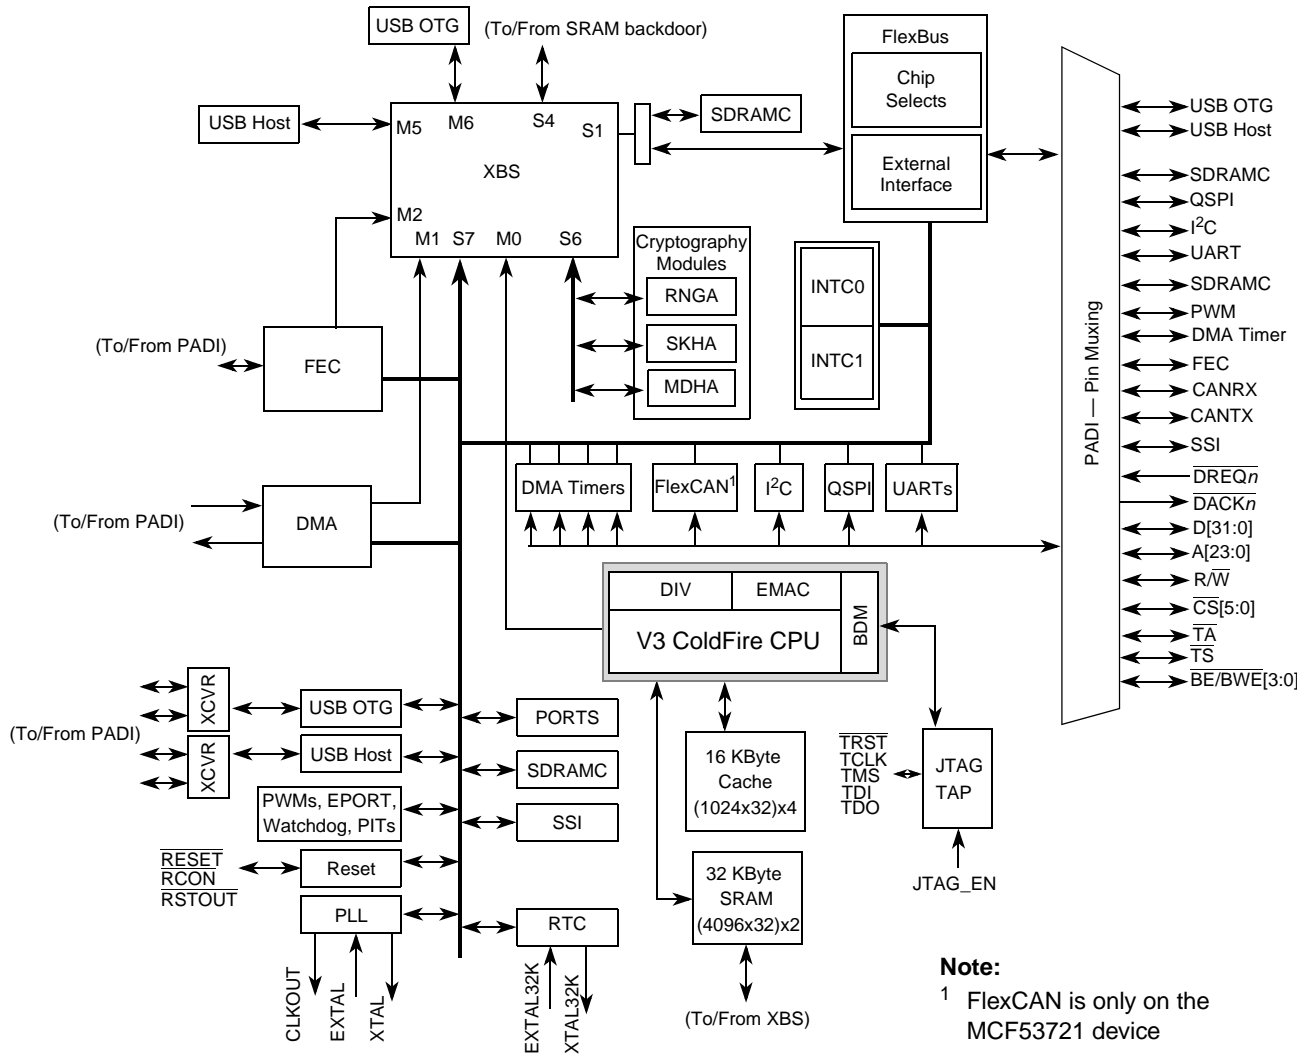 USB OTG
(To/From SRAM backdoor)
FlexBus
Chip
Selects
External
Interface
USB Host
M5
M6
S4
S1
XBS
M2
M1
S7
M0
S6
SDRAMC
Cryptography
Modules
RNGA
SKHA
MDHA
INTC0
INTC1
(To/From PADI)
FEC
(To/From PADI)
DMA
DMA Timers
FlexCAN¹
I²C
QSPI
UARTs
DIV
EMAC
BDM
V3 ColdFire CPU
PADI — Pin Muxing
USB OTG
USB Host
SDRAMC
QSPI
I²C
UART
SDRAMC
PWM
DMA Timer
FEC
CANRX
CANTX
SSI
DREQn
DACKn
D[31:0]
A[23:0]
R/W
CS[5:0]
TA
TS
BE/BWE[3:0]
(To/From PADI)
XCVR
XCVR
USB OTG
USB Host
PWMs, EPORT,
Watchdog, PITs
RESET
RCON
RSTOUT
Reset
PLL
CLKOUT
EXTAL
XTAL
PORTS
SDRAMC
SSI
RTC
EXTAL32K
XTAL32K
16 KByte
Cache
(1024x32)x4
32 KByte
SRAM
(4096x32)x2
(To/From XBS)
TRST
TCLK
TMS
TDI
TDO
JTAG
TAP
JTAG_EN
Note:
¹ FlexCAN is only on the
MCF53721 device